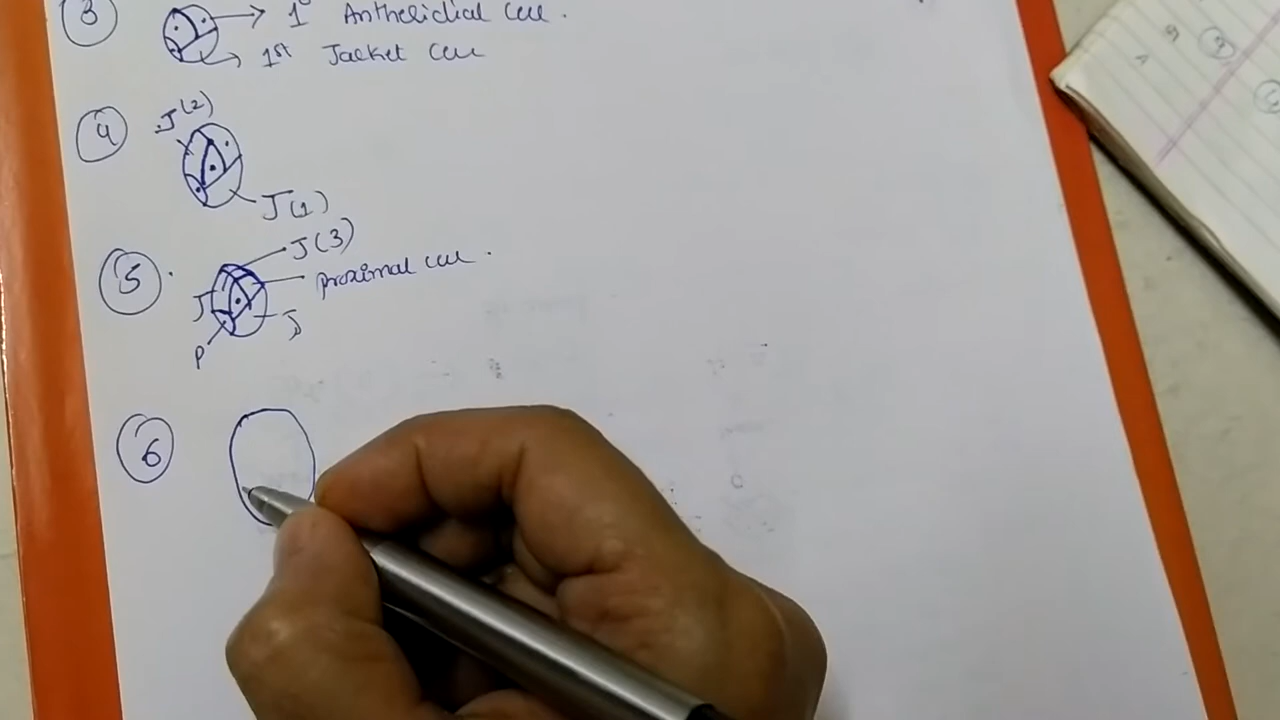 3 1° Antheridial cell.
1st Jacket cell
4 J(2)
J(1)
5 J(3)
proximal cell.
J J
P
6